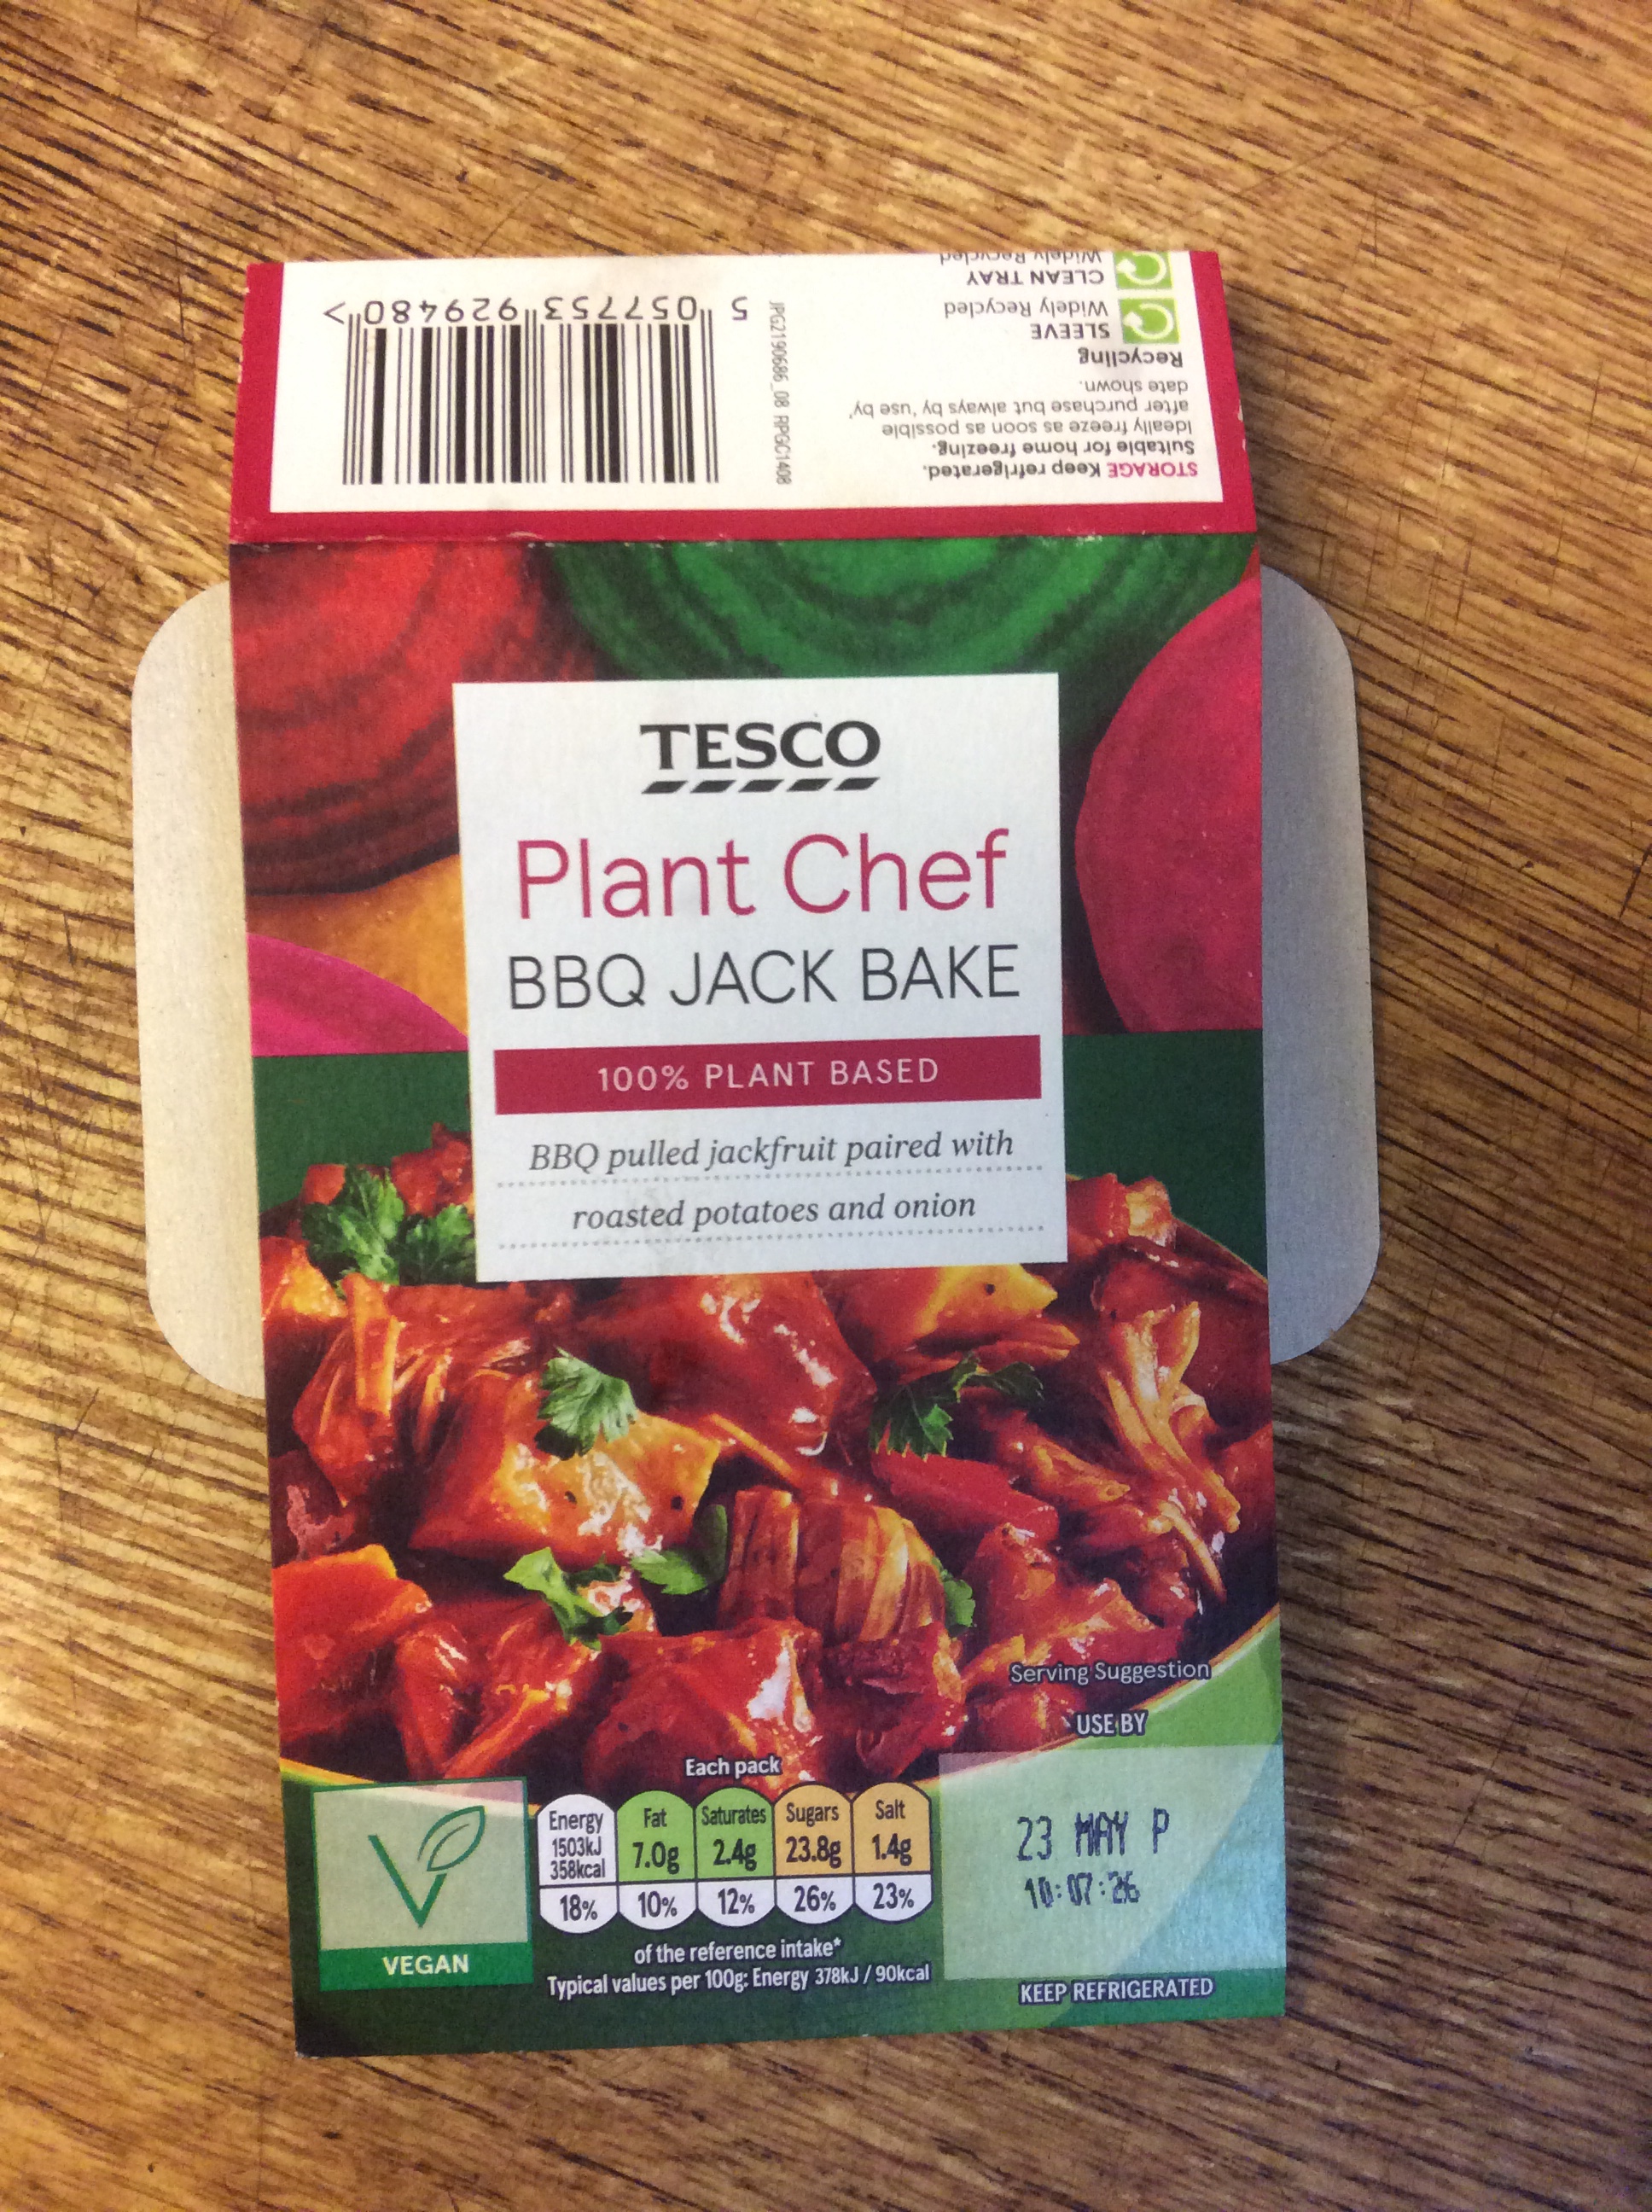 CLEAN TRAY
Widely Recycled
SLEEVE
Widely Recycled
Recycling
date shown.
after purchase but always by 'use by'
Ideally freeze as soon as possible
Suitable for home freezing.
STORAGE Keep refrigerated.
5 057753 929480 >
JPG2190686_08 RPGC1408
TESCO
Plant Chef
BBQ JACK BAKE
100% PLANT BASED
BBQ pulled jackfruit paired with
roasted potatoes and onion
Serving Suggestion
USE BY
23 MAY P
10:07:26
KEEP REFRIGERATED
VEGAN
Each pack
Energy
1503kJ
358kcal
18%
Fat
7.0g
10%
Saturates
2.4g
12%
Sugars
23.8g
26%
Salt
1.4g
23%
of the reference intake*
Typical values per 100g: Energy 378kJ / 90kcal